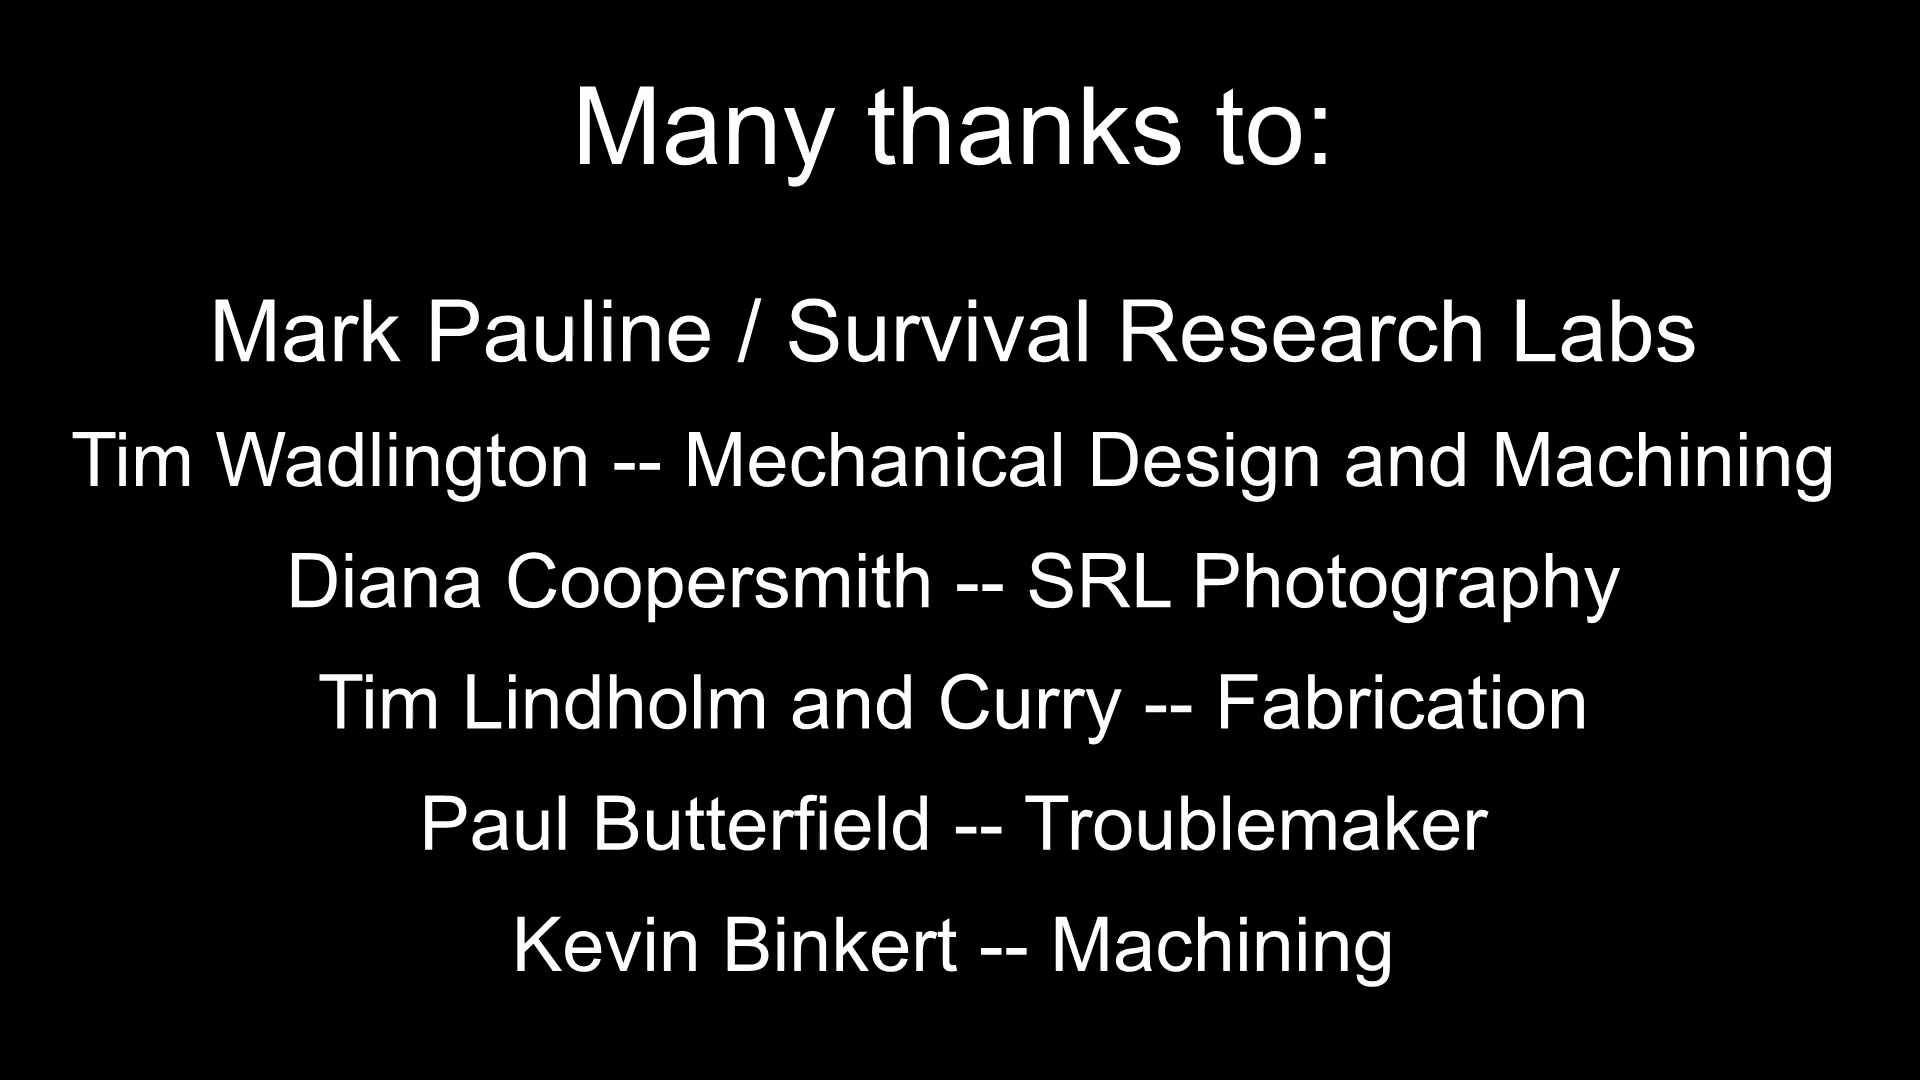 Many thanks to:
Mark Pauline / Survival Research Labs
Tim Wadlington -- Mechanical Design and Machining
Diana Coopersmith -- SRL Photography
Tim Lindholm and Curry -- Fabrication
Paul Butterfield -- Troublemaker
Kevin Binkert -- Machining